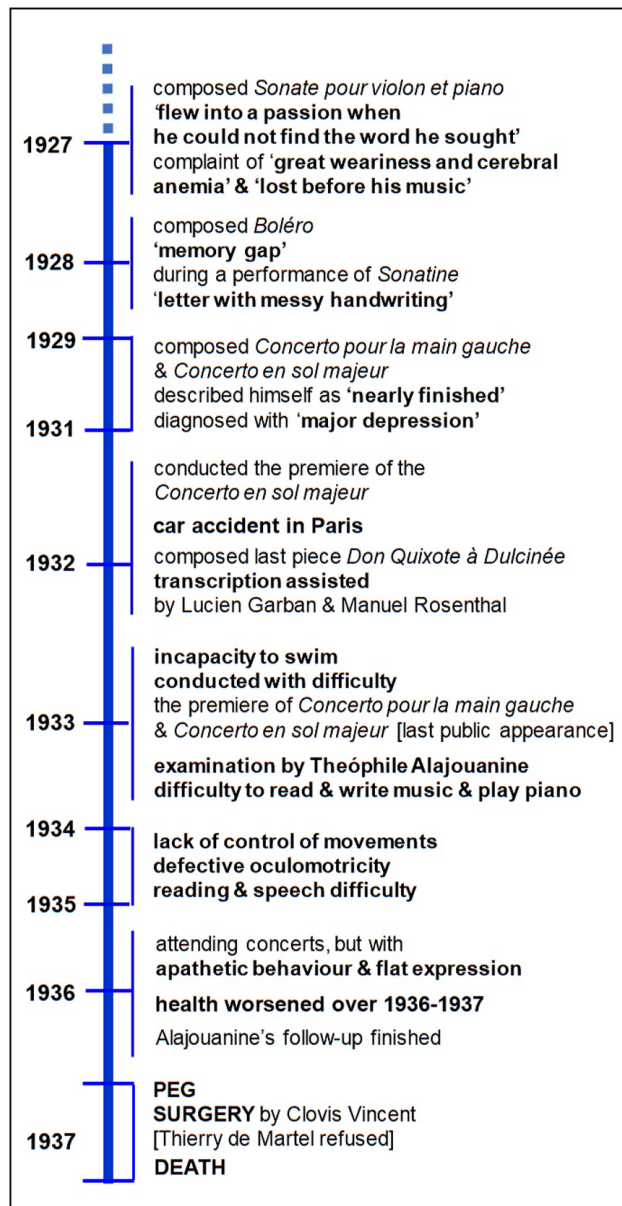 1927
composed Sonate pour violon et piano
‘flew into a passion when
he could not find the word he sought’
complaint of ‘great weariness and cerebral
anemia’ & ‘lost before his music’
1928
composed Boléro
‘memory gap’
during a performance of Sonatine
‘letter with messy handwriting’
1929
composed Concerto pour la main gauche
& Concerto en sol majeur
described himself as ‘nearly finished’
diagnosed with ‘major depression’
1931
conducted the premiere of the
Concerto en sol majeur
car accident in Paris
1932
composed last piece Don Quixote à Dulcinée
transcription assisted
by Lucien Garban & Manuel Rosenthal
incapacity to swim
conducted with difficulty
1933
the premiere of Concerto pour la main gauche
& Concerto en sol majeur [last public appearance]
examination by Theóphile Alajouanine
difficulty to read & write music & play piano
1934
lack of control of movements
defective oculomotricity
reading & speech difficulty
1935
attending concerts, but with
apathetic behaviour & flat expression
1936
health worsened over 1936-1937
Alajouanine’s follow-up finished
PEG
SURGERY by Clovis Vincent
[Thierry de Martel refused]
1937
DEATH